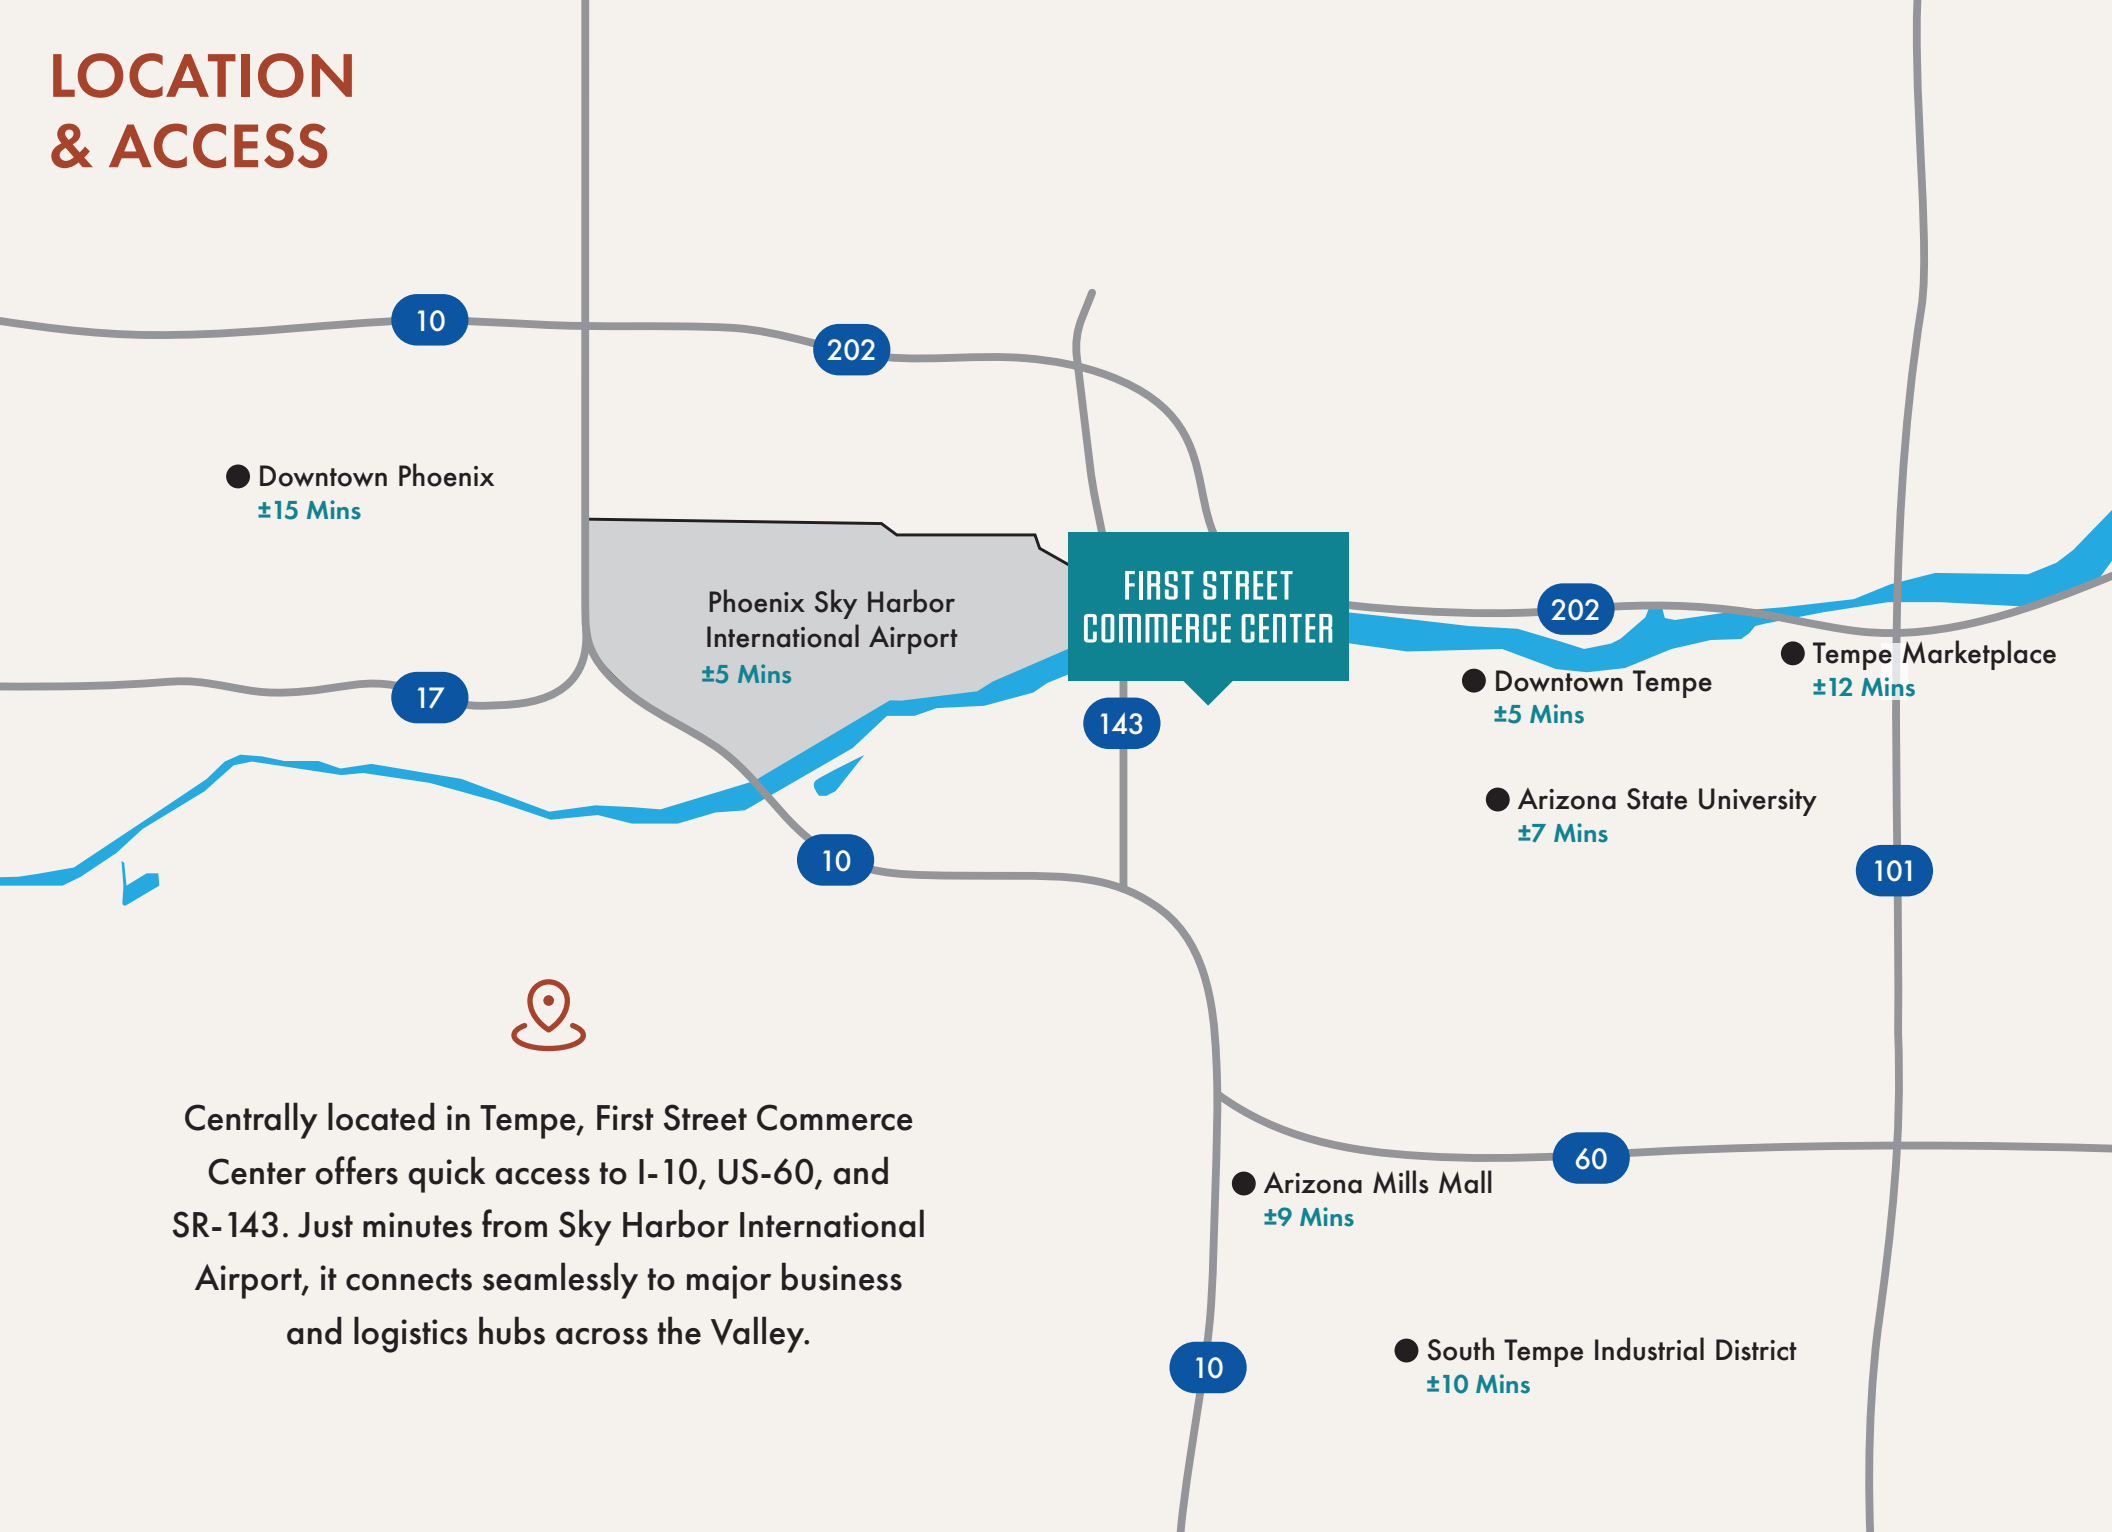 LOCATION
& ACCESS
10
202
Downtown Phoenix
±15 Mins
Phoenix Sky Harbor
International Airport
±5 Mins
FIRST STREET
COMMERCE CENTER
202
Tempe Marketplace
±12 Mins
Downtown Tempe
±5 Mins
17
143
Arizona State University
±7 Mins
10
101
Centrally located in Tempe, First Street Commerce
Center offers quick access to I-10, US-60, and
SR-143. Just minutes from Sky Harbor International
Airport, it connects seamlessly to major business
and logistics hubs across the Valley.
60
Arizona Mills Mall
±9 Mins
10
South Tempe Industrial District
±10 Mins